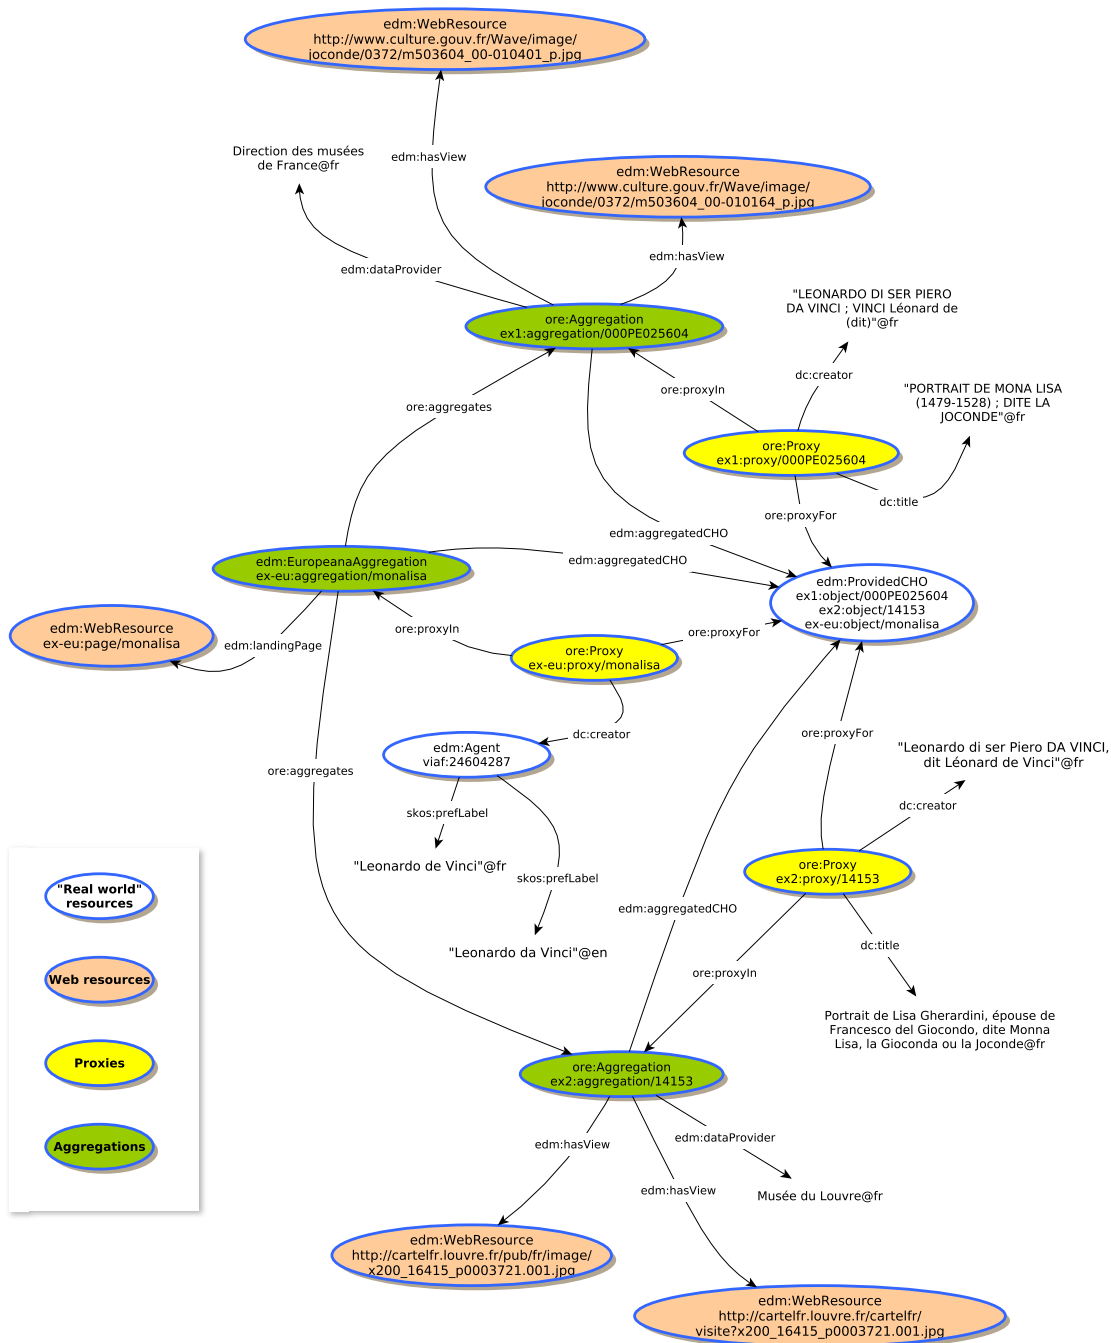 edm:WebResource
http://www.culture.gouv.fr/Wave/image/
joconde/0372/m503604_00-010401_p.jpg
Direction des musées
de France@fr
edm:hasView
edm:WebResource
http://www.culture.gouv.fr/Wave/image/
joconde/0372/m503604_00-010164_p.jpg
edm:hasView
edm:dataProvider
"LEONARDO DI SER PIERO
DA VINCI ; VINCI Léonard de
(dit)"@fr
ore:Aggregation
ex1:aggregation/000PE025604
dc:creator
ore:proxyIn
"PORTRAIT DE MONA LISA
(1479-1528) ; DITE LA
JOCONDE"@fr
ore:aggregates
ore:Proxy
ex1:proxy/000PE025604
dc:title
ore:proxyFor
edm:aggregatedCHO
edm:EuropeanaAggregation
ex-eu:aggregation/monalisa
edm:aggregatedCHO
edm:ProvidedCHO
ex1:object/000PE025604
ex2:object/14153
ex-eu:object/monalisa
edm:WebResource
ex-eu:page/monalisa
edm:landingPage
ore:proxyIn
ore:proxyFor
ore:Proxy
ex-eu:proxy/monalisa
dc:creator
ore:proxyFor
edm:Agent
viaf:24604287
"Leonardo di ser Piero DA VINCI,
dit Léonard de Vinci"@fr
ore:aggregates
dc:creator
skos:prefLabel
"Leonardo de Vinci"@fr
ore:Proxy
ex2:proxy/14153
skos:prefLabel
"Real world"
resources
edm:aggregatedCHO
dc:title
"Leonardo da Vinci"@en
ore:proxyIn
Web resources
Portrait de Lisa Gherardini, épouse de
Francesco del Giocondo, dite Monna
Lisa, la Gioconda ou la Joconde@fr
Proxies
ore:Aggregation
ex2:aggregation/14153
Aggregations
edm:hasView
edm:dataProvider
edm:hasView
Musée du Louvre@fr
edm:WebResource
http://cartelfr.louvre.fr/pub/fr/image/
x200_16415_p0003721.001.jpg
edm:WebResource
http://cartelfr.louvre.fr/cartelfr/
visite?x200_16415_p0003721.001.jpg